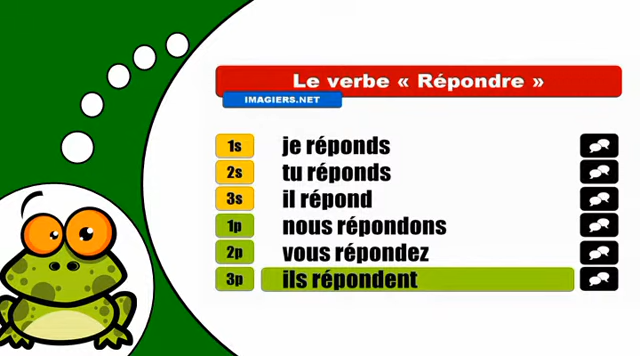 Le verbe « Répondre »
IMAGIERS.NET
1s je réponds
2s tu réponds
3s il répond
1p nous répondons
2p vous répondez
3p ils répondent